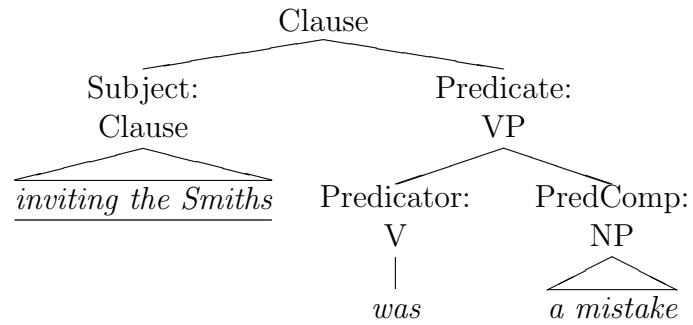 Clause
Subject: Predicate:
Clause VP
inviting the Smiths Predicator: PredComp:
V NP
was a mistake